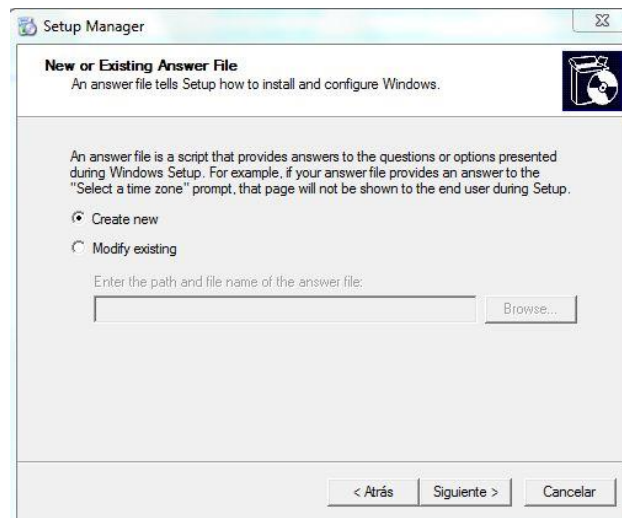 Setup Manager
New or Existing Answer File
An answer file tells Setup how to install and configure Windows.
An answer file is a script that provides answers to the questions or options presented
during Windows Setup. For example, if your answer file provides an answer to the
"Select a time zone" prompt, that page will not be shown to the end user during Setup.
Create new
Modify existing
Enter the path and file name of the answer file:
Browse...
< Atrás Siguiente > Cancelar